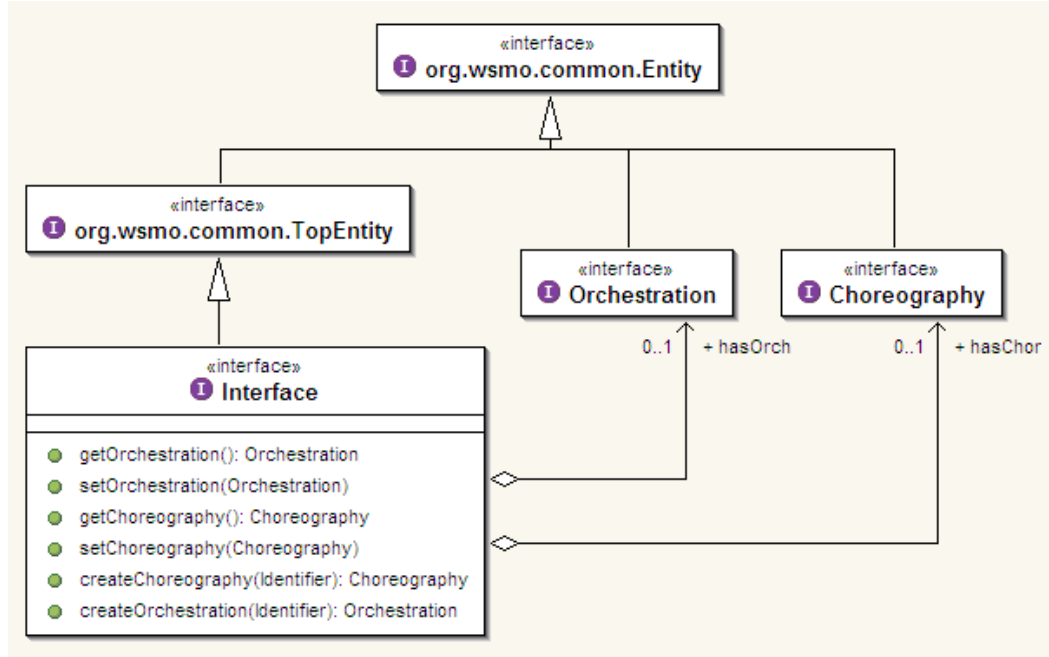 «interface»
I org.wsmo.common.Entity
«interface»
I org.wsmo.common.TopEntity
«interface»
I Orchestration
«interface»
I Choreography
0..1 + hasOrch
0..1 + hasChor
«interface»
I Interface
getOrchestration(): Orchestration
setOrchestration(Orchestration)
getChoreography(): Choreography
setChoreography(Choreography)
createChoreography(Identifier): Choreography
createOrchestration(Identifier): Orchestration